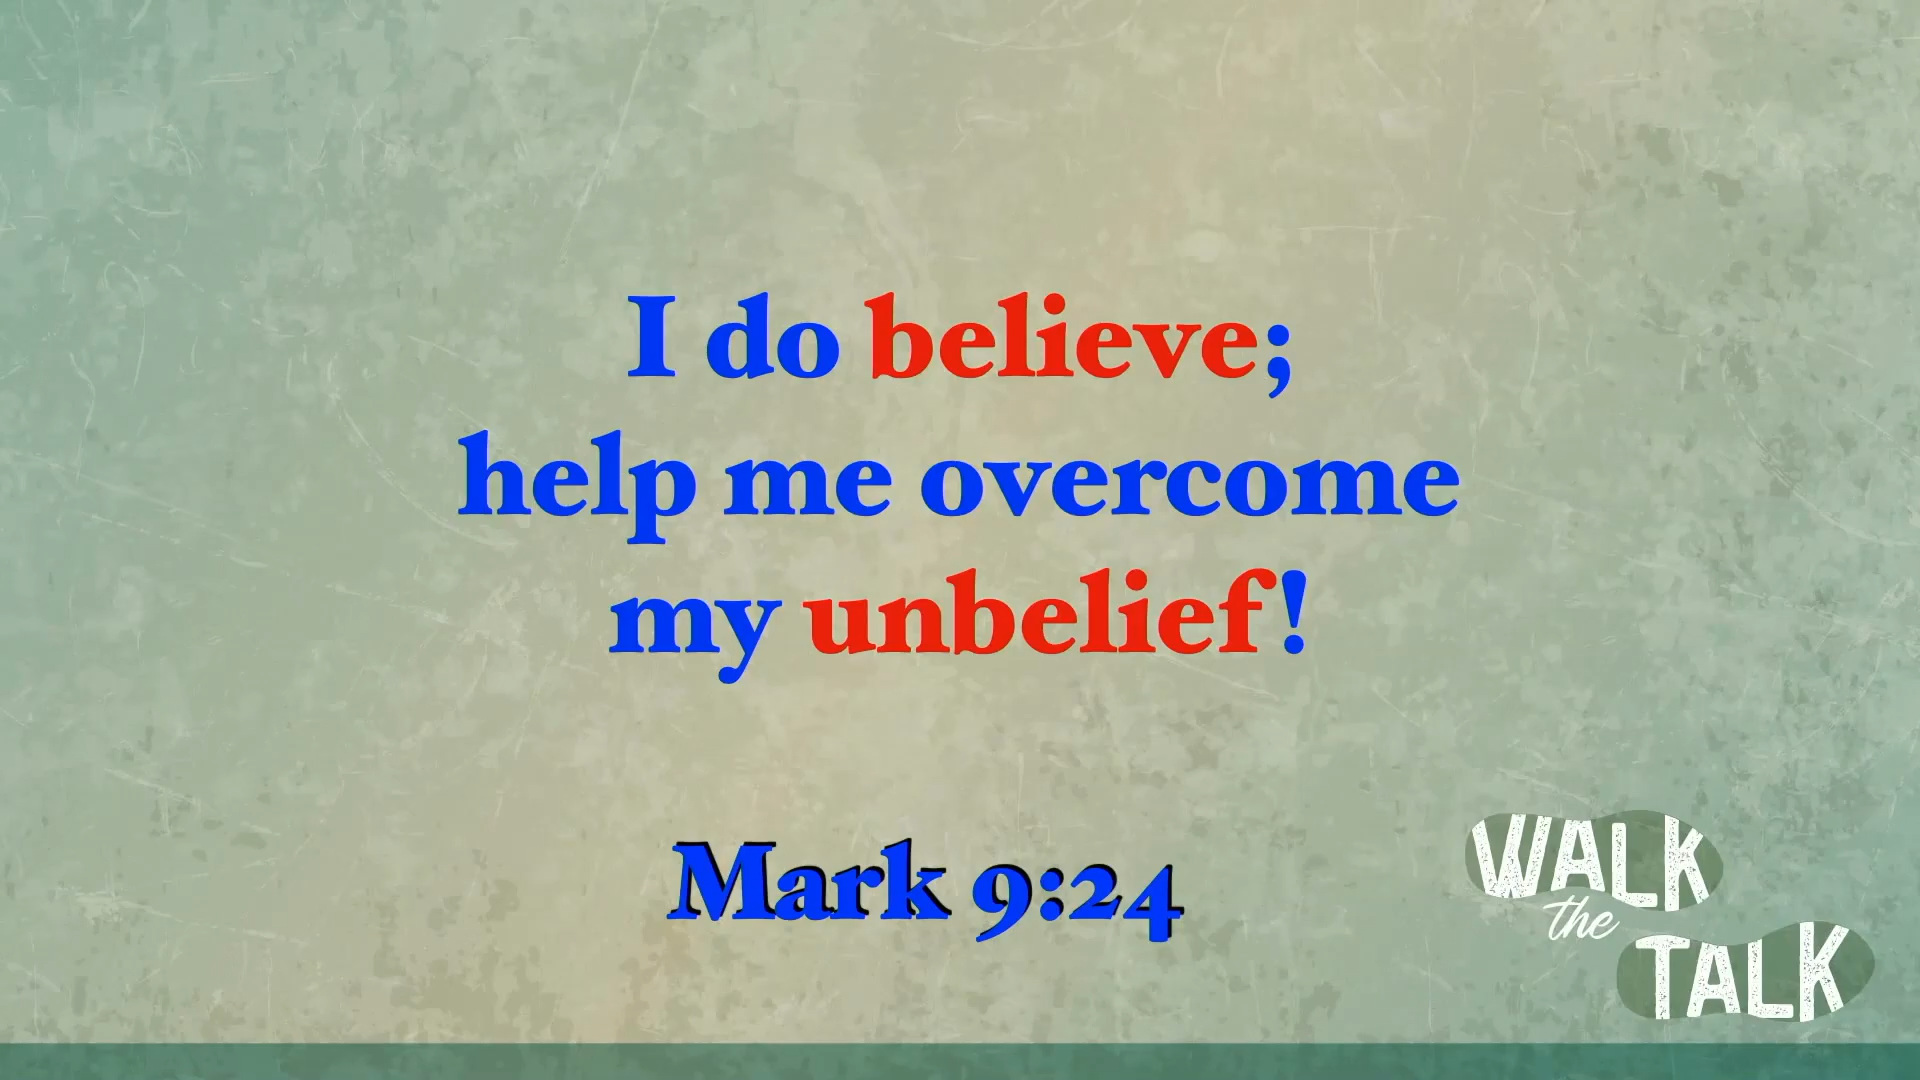 I do believe;
help me overcome
my unbelief!
Mark 9:24
WALK
the
TALK